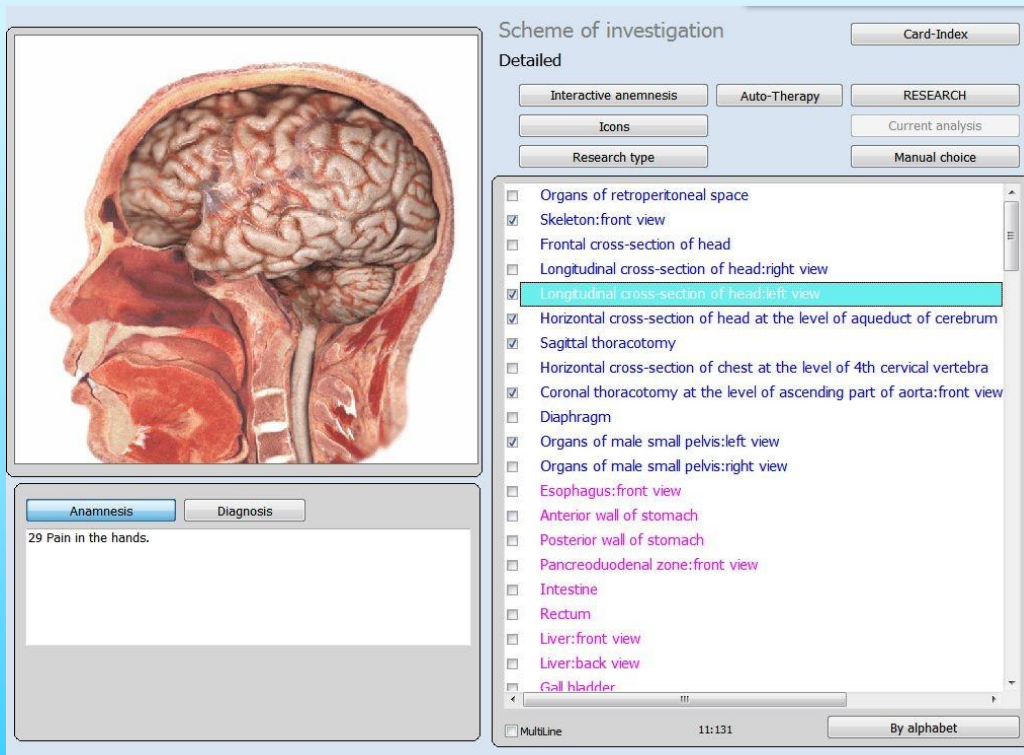 Scheme of investigation
Card-Index
Detailed
Interactive anemnesis
Auto-Therapy
RESEARCH
Icons
Current analysis
Research type
Manual choice
Organs of retroperitoneal space
Skeleton:front view
Frontal cross-section of head
Longitudinal cross-section of head:right view
Longitudinal cross-section of head:left view
Horizontal cross-section of head at the level of aqueduct of cerebrum
Sagittal thoracotomy
Horizontal cross-section of chest at the level of 4th cervical vertebra
Coronal thoracotomy at the level of ascending part of aorta:front view
Diaphragm
Organs of male small pelvis:left view
Organs of male small pelvis:right view
Esophagus:front view
Anterior wall of stomach
Posterior wall of stomach
Pancreoduodenal zone:front view
Intestine
Rectum
Liver:front view
Liver:back view
Gall bladder
Anamnesis
Diagnosis
29 Pain in the hands.
MultiLine
11:131
By alphabet